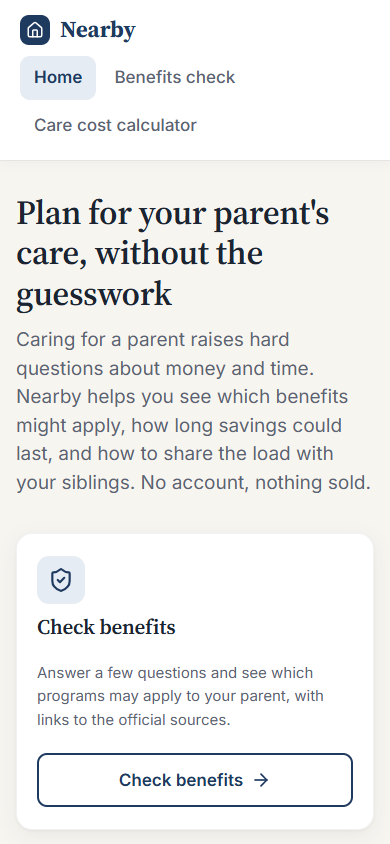 Nearby
Home Benefits check
Care cost calculator
Plan for your parent's
care, without the
guesswork
Caring for a parent raises hard
questions about money and time.
Nearby helps you see which benefits
might apply, how long savings could
last, and how to share the load with
your siblings. No account, nothing sold.
Check benefits
Answer a few questions and see which
programs may apply to your parent, with
links to the official sources.
Check benefits